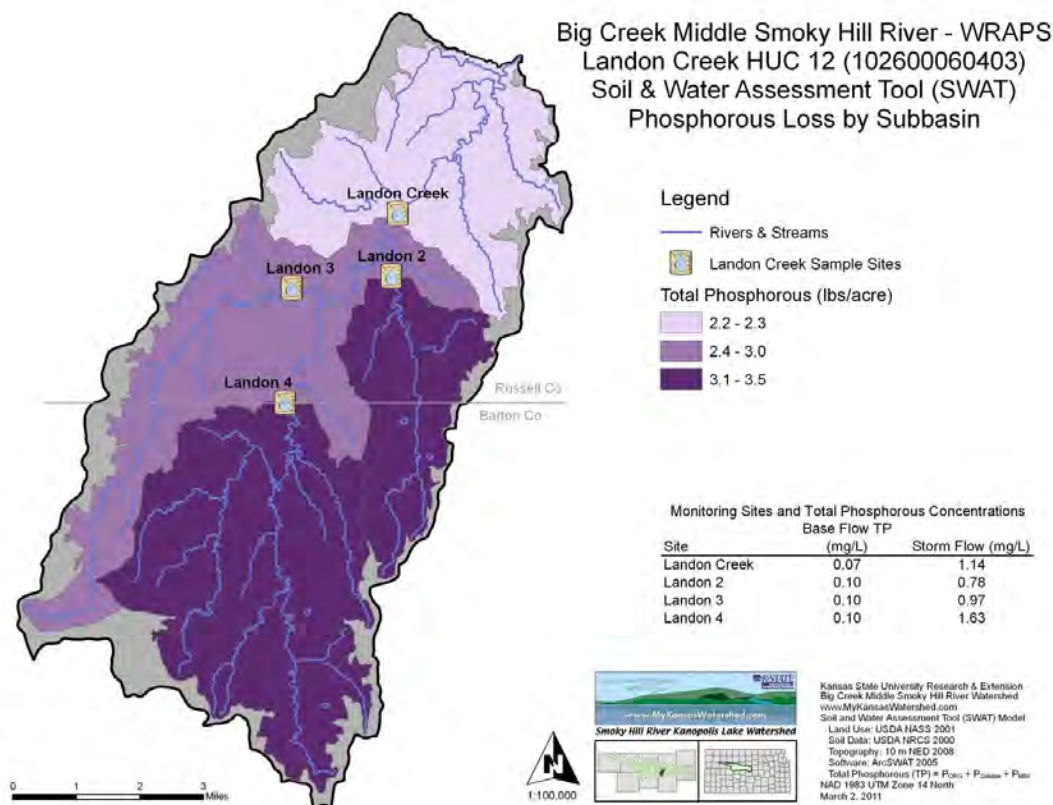 Big Creek Middle Smoky Hill River - WRAPS
Landon Creek HUC 12 (102600060403)
Soil & Water Assessment Tool (SWAT)
Phosphorous Loss by Subbasin
Landon Creek
Landon 3
Landon 2
Landon 4
Russell Co
Barton Co
Legend
Rivers & Streams
Landon Creek Sample Sites
Total Phosphorous (lbs/acre)
2.2 - 2.3
2.4 - 3.0
3.1 - 3.5
Monitoring Sites and Total Phosphorous Concentrations
Base Flow TP
Site (mg/L) Storm Flow (mg/L)
Landon Creek 0.07 1.14
Landon 2 0.10 0.78
Landon 3 0.10 0.97
Landon 4 0.10 1.63
0 1 2 3
Miles
N
1:100,000
K-STATE
www.MyKansasWatershed.com
Smoky Hill River Kanopolis Lake Watershed
Kansas State University Research & Extension
Big Creek Middle Smoky Hill River Watershed
www.MyKansasWatershed.com
Soil and Water Assessment Tool (SWAT) Model
Land Use: USDA NASS 2001
Soil Data: USDA NRCS 2000
Topography: 10 m NED 2008
Software: ArcSWAT 2005
Total Phosphorous (TP) =
NAD 1983 UTM Zone 14 North
March 2, 2011